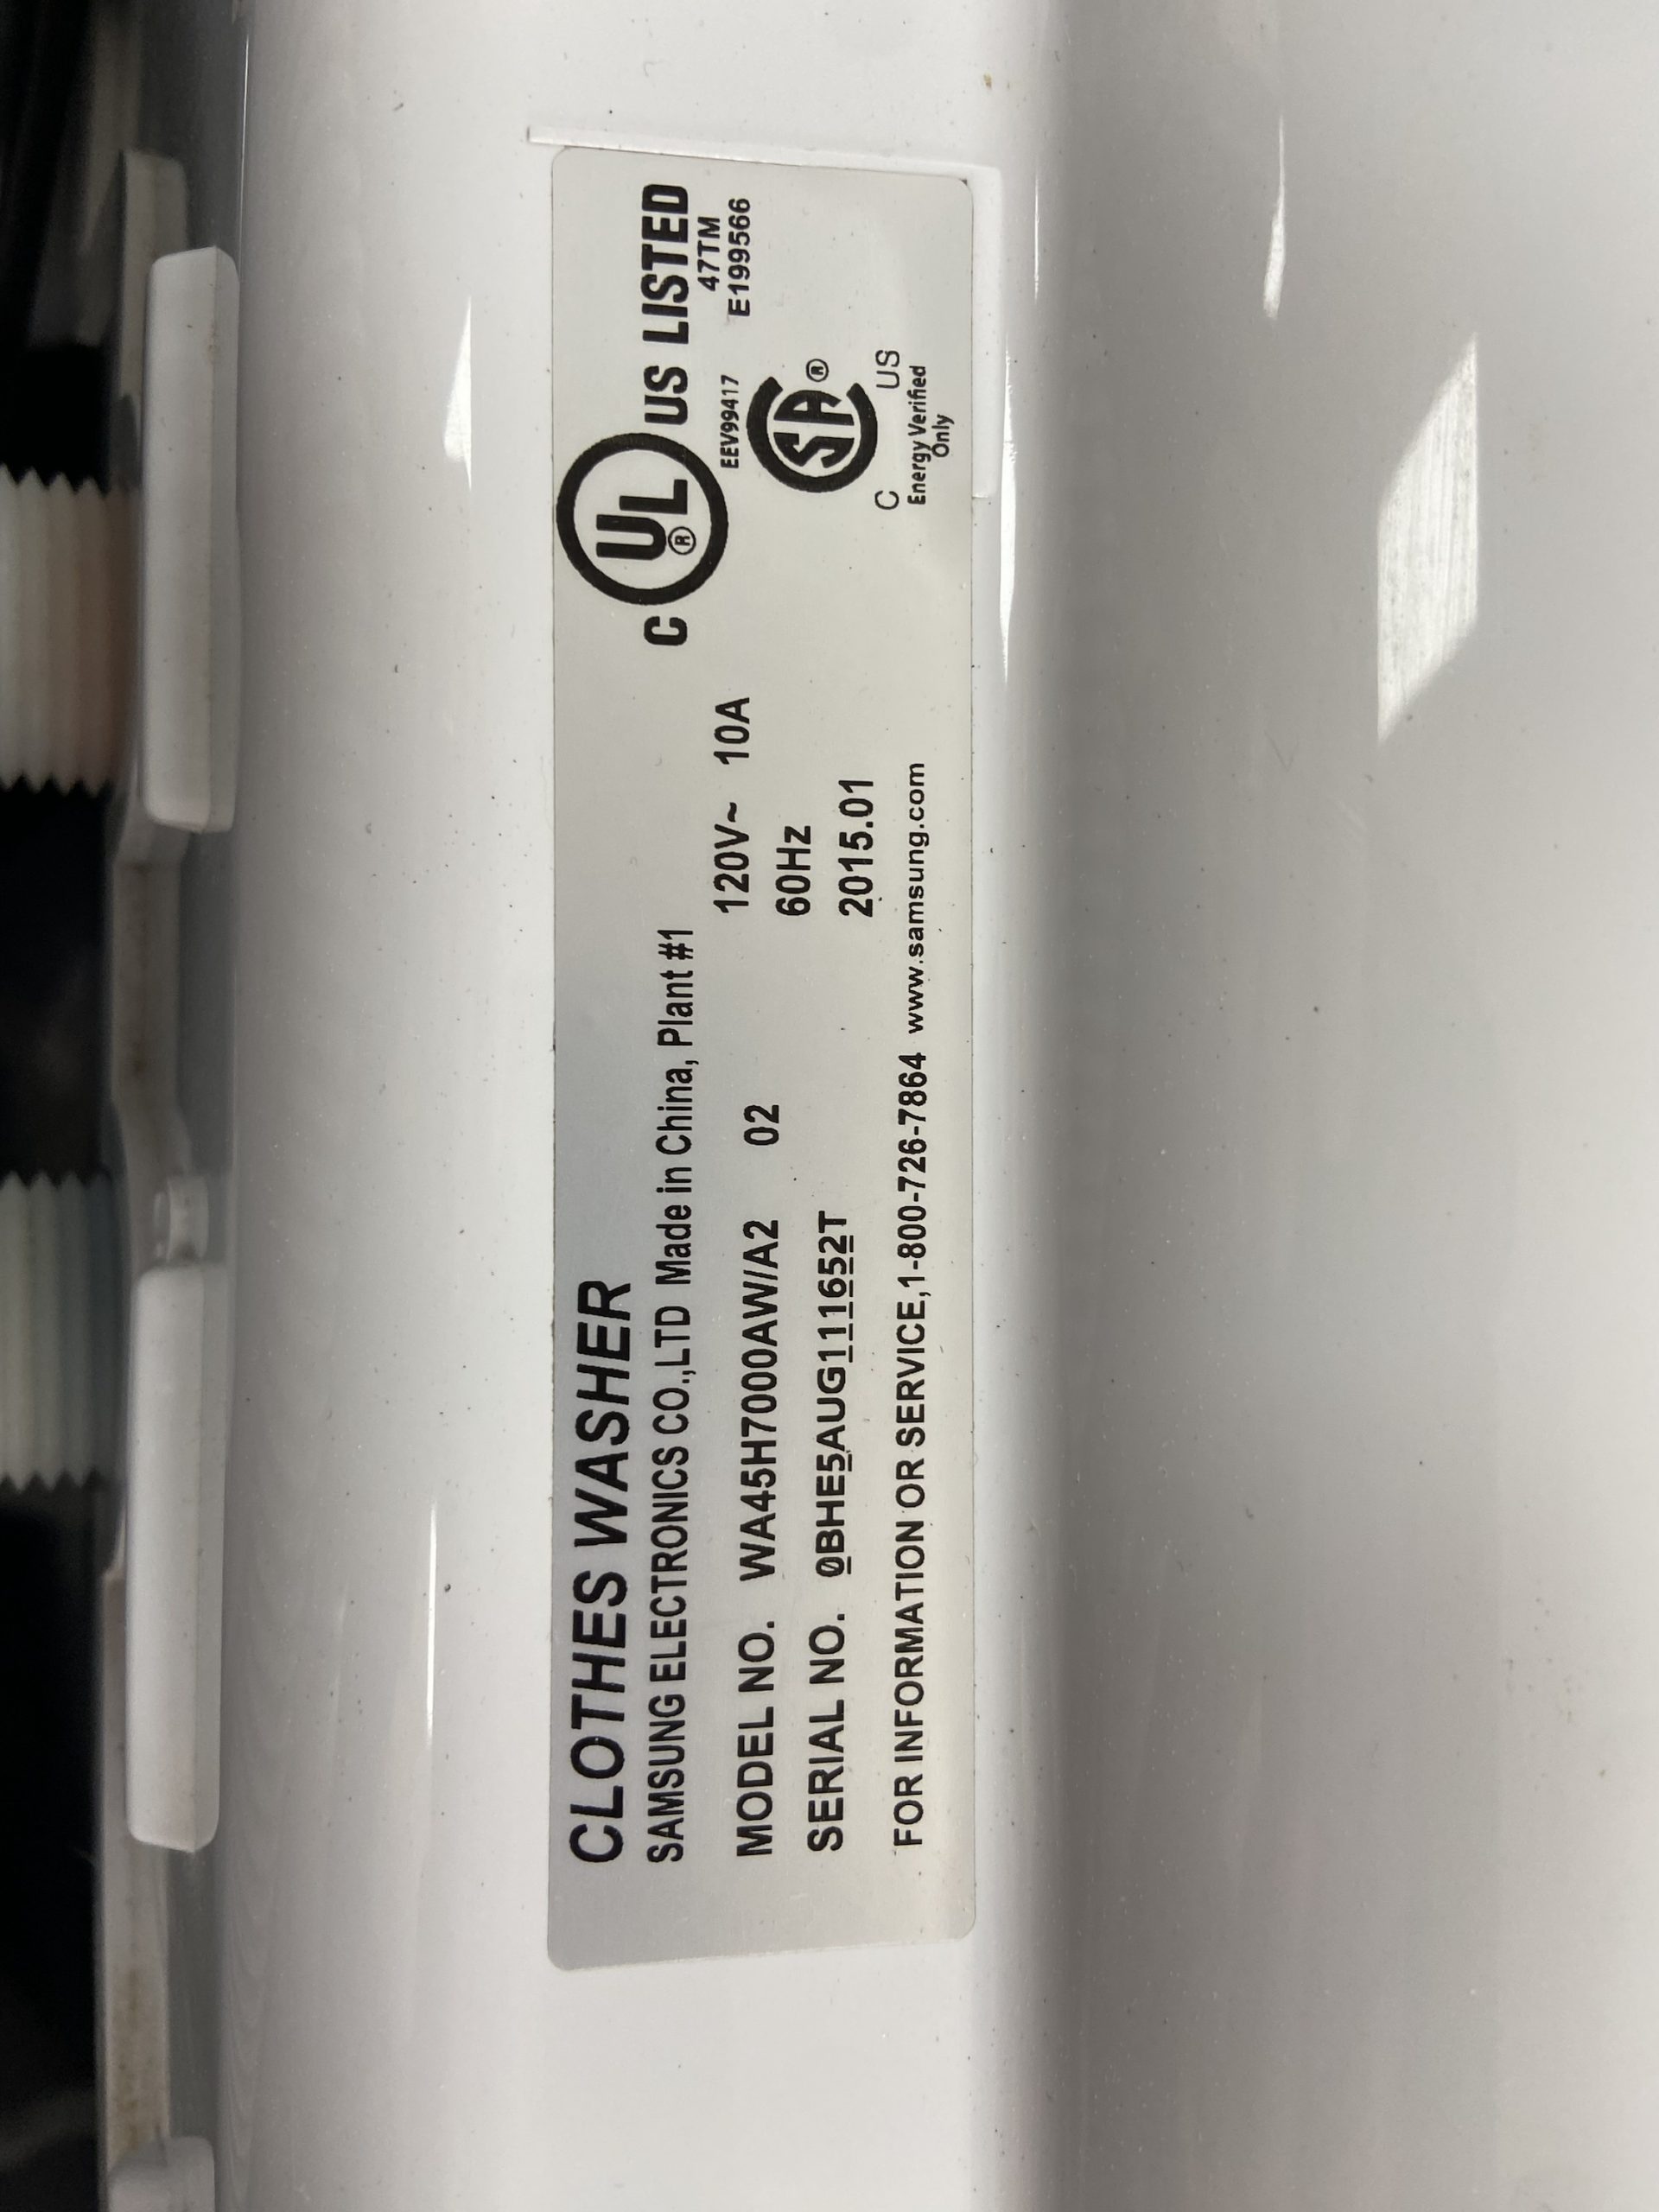 CLOTHES WASHER
SAMSUNG ELECTRONICS CO.,LTD Made in China, Plant #1
MODEL NO. WA45H7000AW/A2 02
SERIAL NO. 0BHE5AUG111652T
120V~ 10A
60Hz
2015.01
FOR INFORMATION OR SERVICE,1-800-726-7864 www.samsung.com
C UL® US LISTED
47TM
E199566
EEV99417
SA®
C US
Energy Verified
Only